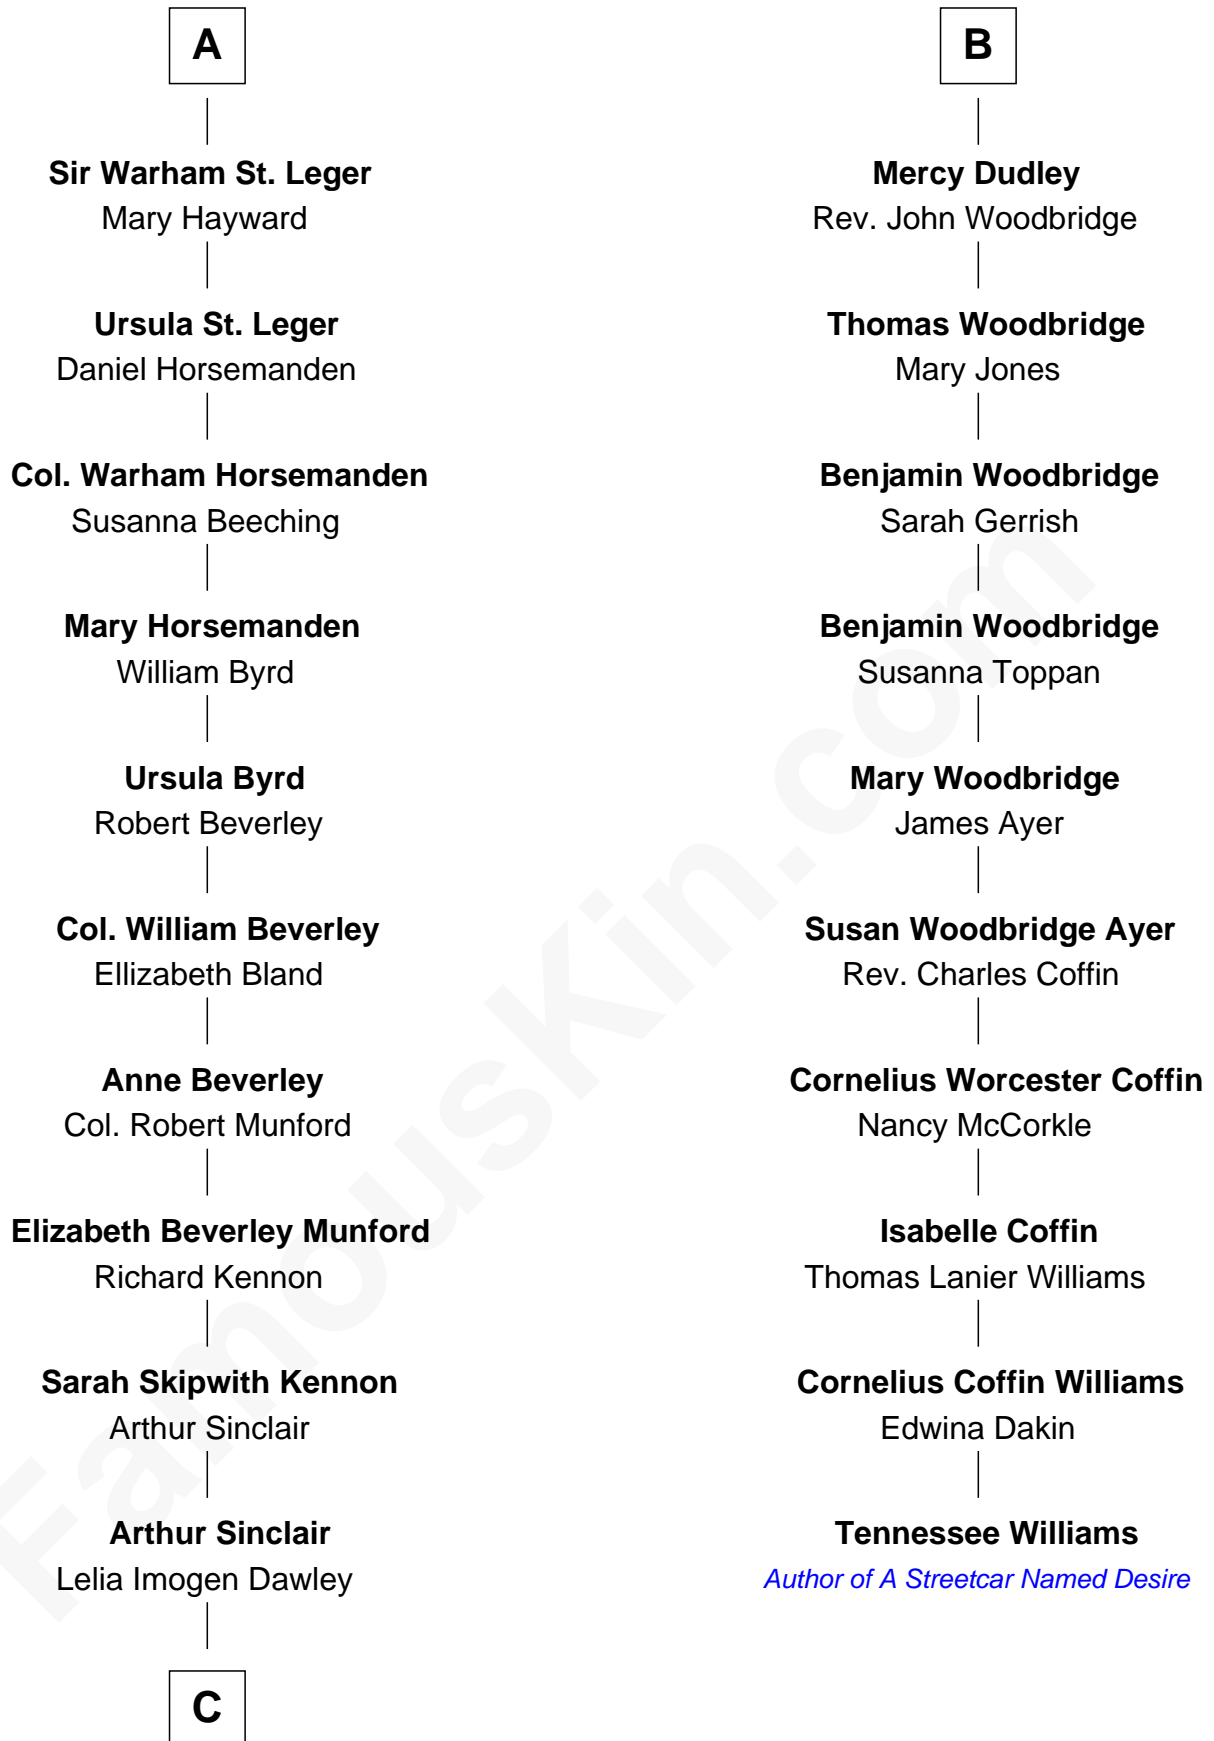 A
Sir Warham St. Leger
Mary Hayward
Ursula St. Leger
Daniel Horsemanden
Col. Warham Horsemanden
Susanna Beeching
Mary Horsemanden
William Byrd
Ursula Byrd
Robert Beverley
Col. William Beverley
Ellizabeth Bland
Anne Beverley
Col. Robert Munford
Elizabeth Beverley Munford
Richard Kennon
Sarah Skipwith Kennon
Arthur Sinclair
Arthur Sinclair
Lelia Imogen Dawley
C
B
Mercy Dudley
Rev. John Woodbridge
Thomas Woodbridge
Mary Jones
Benjamin Woodbridge
Sarah Gerrish
Benjamin Woodbridge
Susanna Toppan
Mary Woodbridge
James Ayer
Susan Woodbridge Ayer
Rev. Charles Coffin
Cornelius Worcester Coffin
Nancy McCorkle
Isabelle Coffin
Thomas Lanier Williams
Cornelius Coffin Williams
Edwina Dakin
Tennessee Williams
Author of A Streetcar Named Desire
FamousKin.com